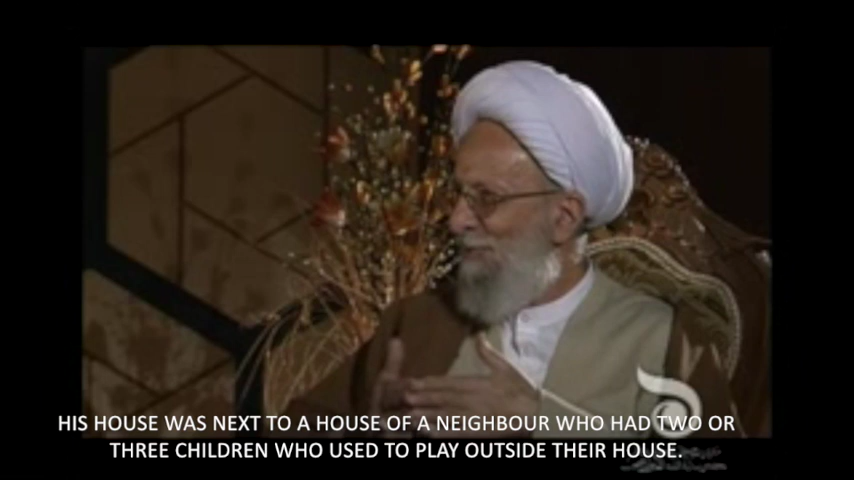 HIS HOUSE WAS NEXT TO A HOUSE OF A NEIGHBOUR WHO HAD TWO OR
THREE CHILDREN WHO USED TO PLAY OUTSIDE THEIR HOUSE.